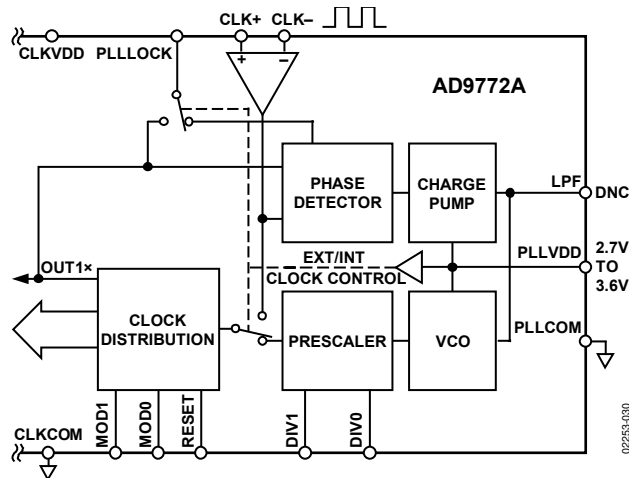 CLK+ CLK–
CLKVDD PLLLOCK
+ –
AD9772A
PHASE
DETECTOR
CHARGE
PUMP
LPF
DNC
OUT1×
EXT/INT
CLOCK CONTROL
PLLVDD
2.7V
TO
3.6V
CLOCK
DISTRIBUTION
PRESCALER
VCO
PLLCOM
CLKCOM
MOD1
MOD0
RESET
DIV1
DIV0
02253-030